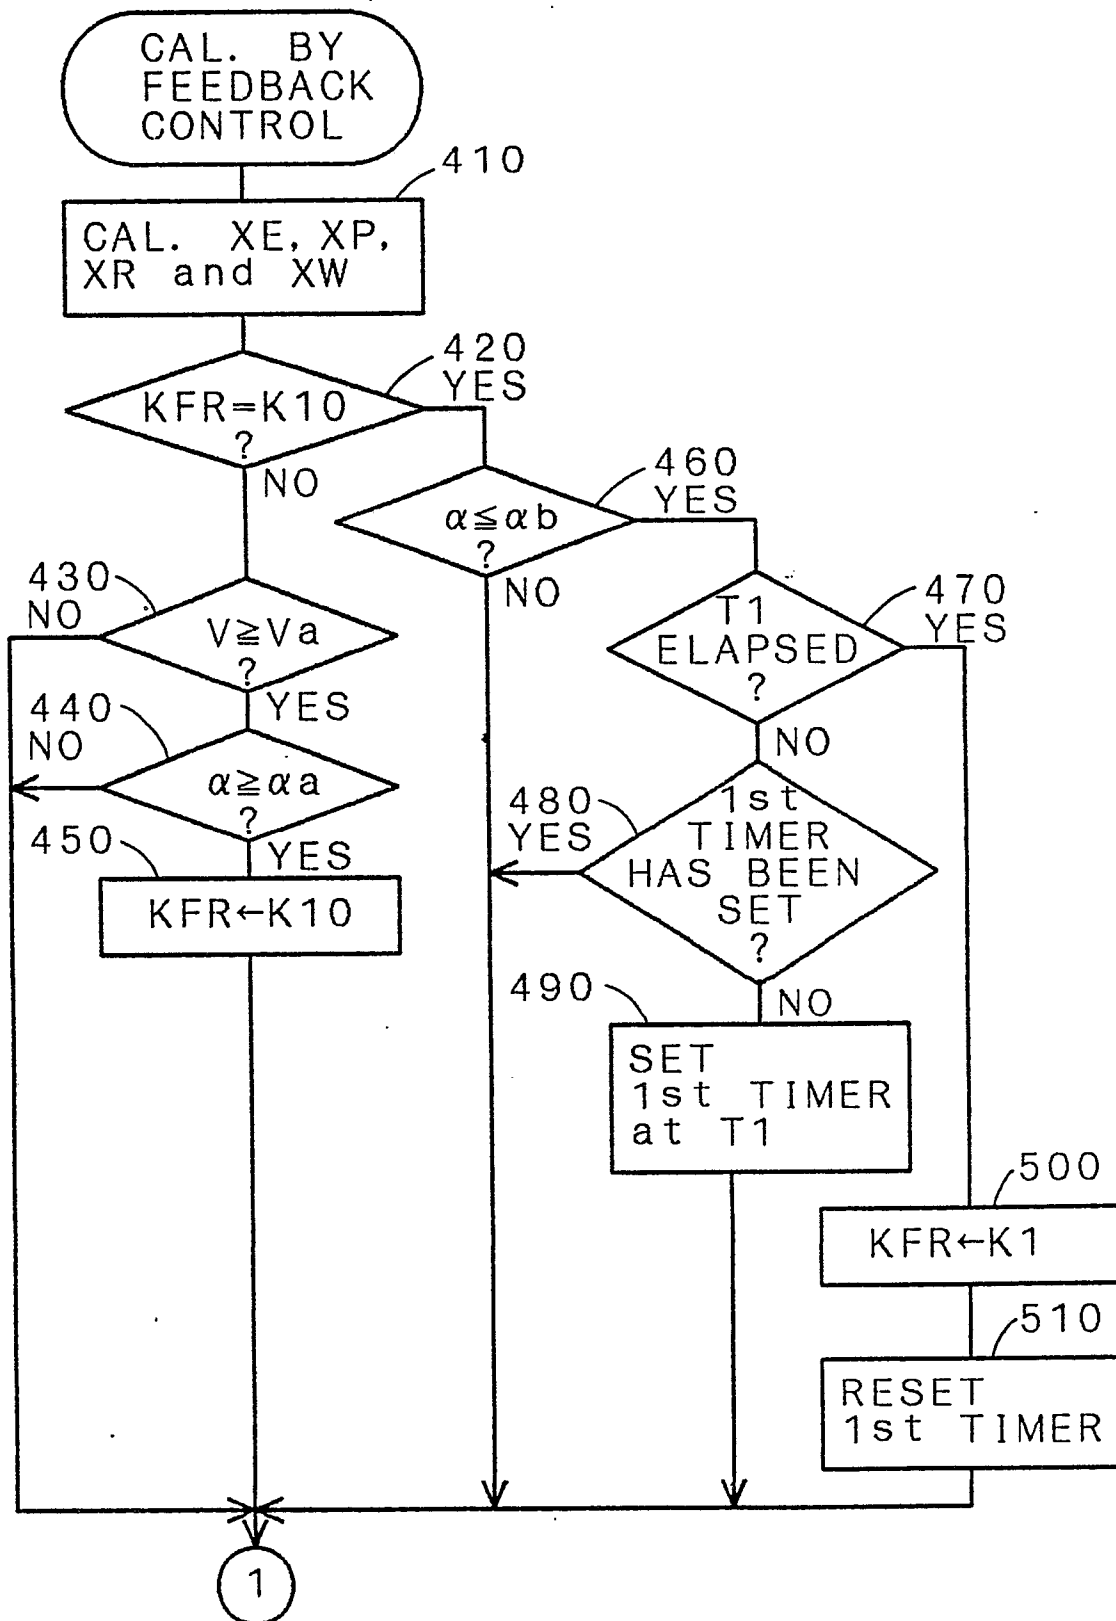 CAL. BY
FEEDBACK
CONTROL
410
CAL. XE, XP,
XR and XW
420
YES
KFR=K10
?
NO
460
YES
α≦αb
?
NO
430
NO
V≧Va
?
YES
470
YES
T1
ELAPSED
?
NO
440
NO
α≧αa
?
YES
480
YES
1st
TIMER
HAS BEEN
SET
?
NO
450
KFR←K10
490
SET
1st TIMER
at T1
500
KFR←K1
510
RESET
1st TIMER
1